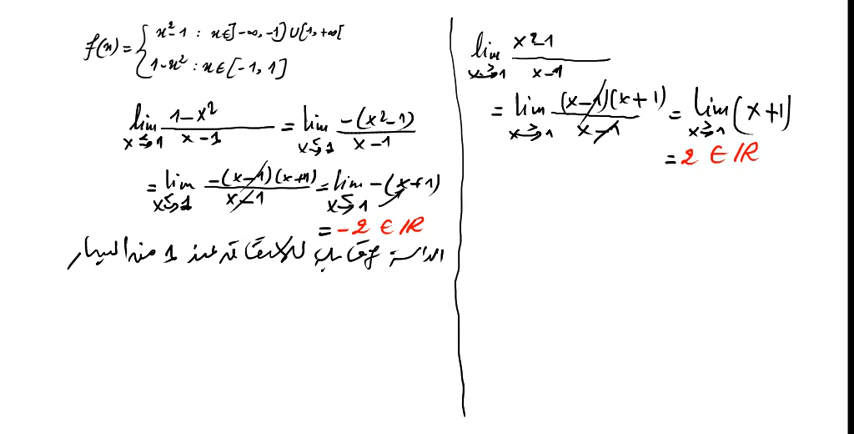 f(x) = { x²-1 : x∈]-∞,-1]∪[1,+∞[
1-x² : x∈[-1,1]
lim x→<1 (1-x²)/(x-1) = lim x→<1 (-(x²-1))/(x-1)
= lim x→<1 (-(x-1)(x+1))/(x-1) = lim x→<1 -(x+1)
= -2 ∈ IR
الدالة f قابلة للاشتقاق عند 1 من اليسار
lim x→>1 (x²-1)/(x-1)
= lim x→>1 ((x-1)(x+1))/(x-1) = lim x→>1 (x+1)
= 2 ∈ IR